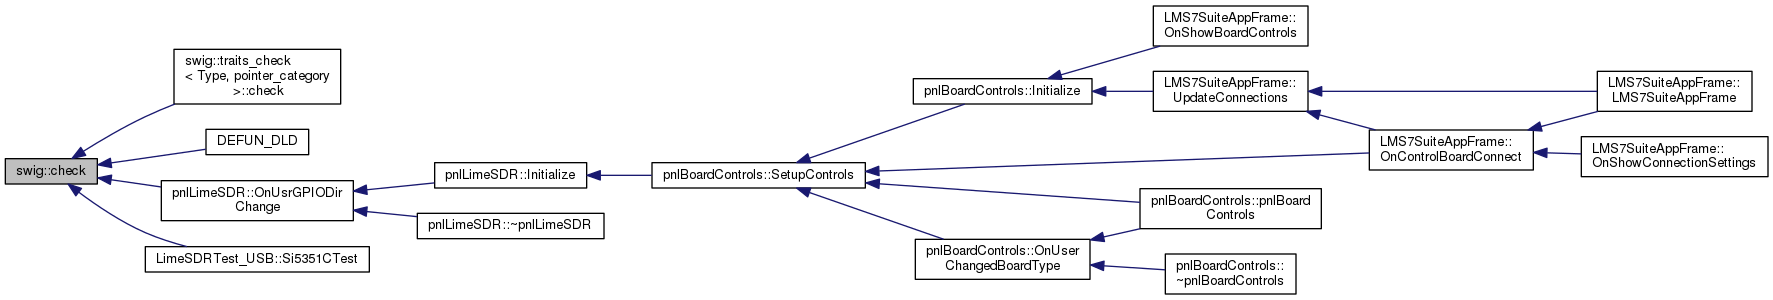 swig::check
swig::traits_check
< Type, pointer_category
>::check
DEFUN_DLD
pnlLimeSDR::OnUsrGPIODir
Change
LimeSDRTest_USB::Si5351CTest
pnlLimeSDR::Initialize
pnlLimeSDR::~pnlLimeSDR
pnlBoardControls::SetupControls
pnlBoardControls::Initialize
pnlBoardControls::OnUser
ChangedBoardType
LMS7SuiteAppFrame::
OnShowBoardControls
LMS7SuiteAppFrame::
UpdateConnections
LMS7SuiteAppFrame::
OnControlBoardConnect
pnlBoardControls::pnlBoard
Controls
pnlBoardControls::
~pnlBoardControls
LMS7SuiteAppFrame::
LMS7SuiteAppFrame
LMS7SuiteAppFrame::
OnShowConnectionSettings